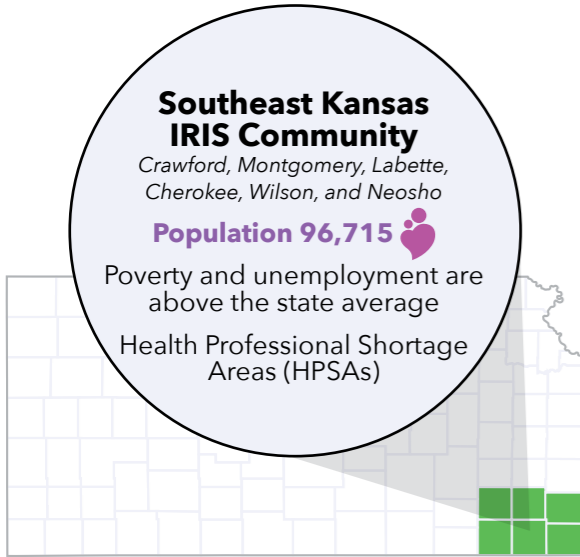 Southeast Kansas
IRIS Community
Crawford, Montgomery, Labette,
Cherokee, Wilson, and Neosho
Population 96,715
Poverty and unemployment are
above the state average
Health Professional Shortage
Areas (HPSAs)